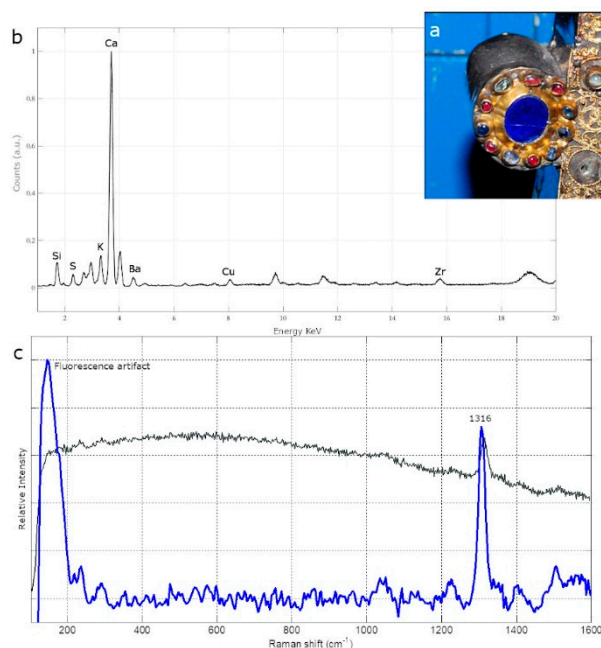 b
a
Ca
Counts (a.u.)
1
0.8
0.6
0.4
0.2
0
Si
S
K
Ba
Cu
Zr
2 4 6 8 10 12 14 16 18 20
Energy KeV
c
Fluorescence artifact
1316
Relative Intensity
200 400 600 800 1000 1200 1400 1600
Raman shift (cm⁻¹)